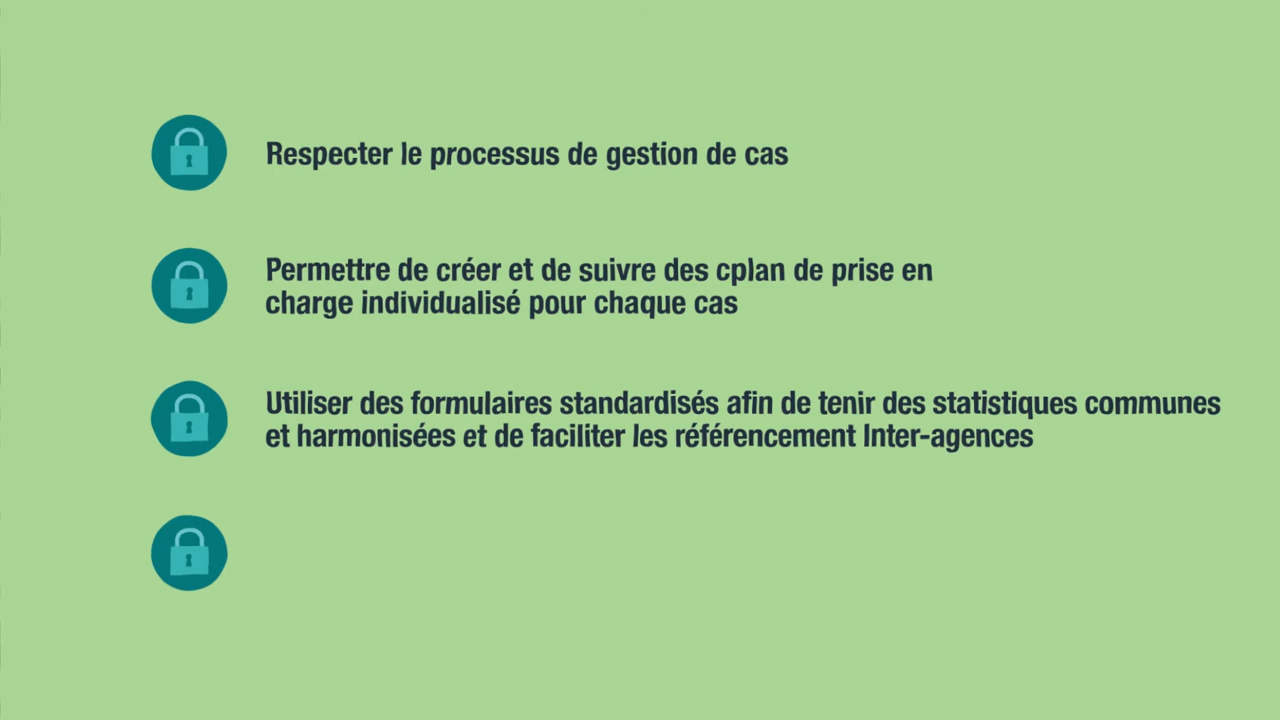 Respecter le processus de gestion de cas
Permettre de créer et de suivre des cplan de prise en
charge individualisé pour chaque cas
Utiliser des formulaires standardisés afin de tenir des statistiques communes
et harmonisées et de faciliter les référencement Inter-agences